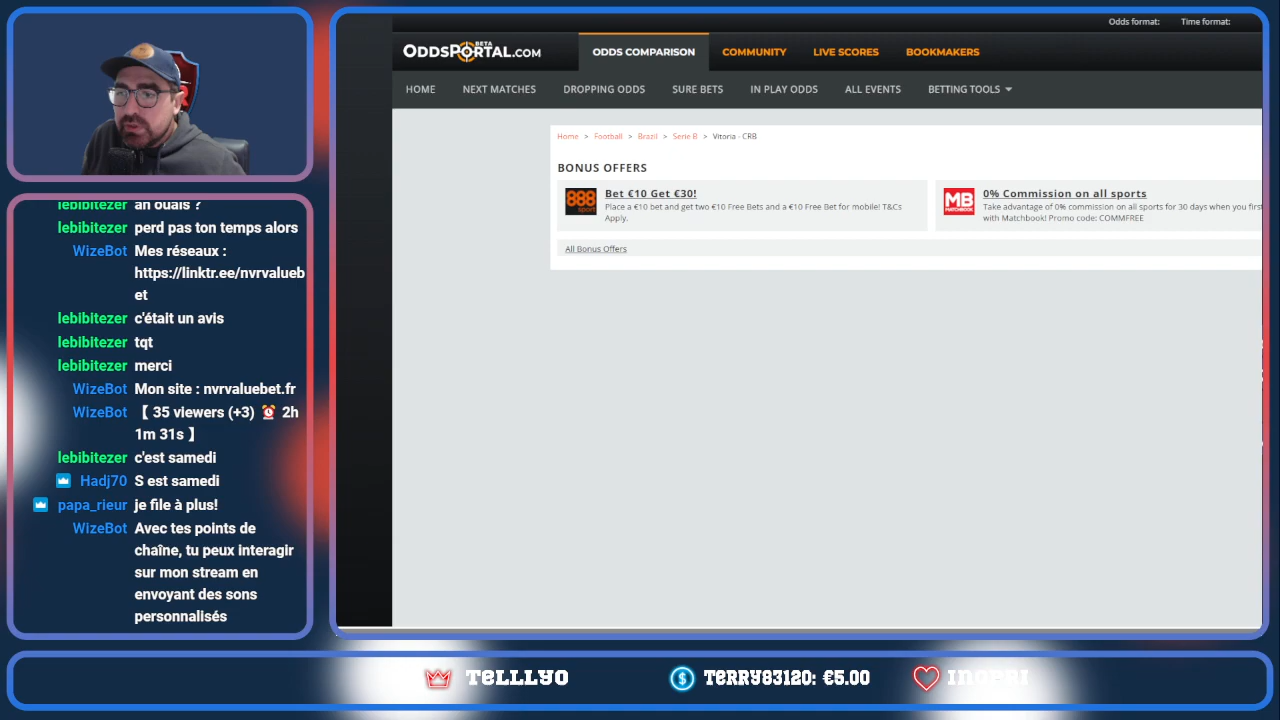 Odds format: Time format:
ODDSPORTAL.COM BETA
ODDS COMPARISON COMMUNITY LIVE SCORES BOOKMAKERS
HOME NEXT MATCHES DROPPING ODDS SURE BETS IN PLAY ODDS ALL EVENTS BETTING TOOLS
Home > Football > Brazil > Serie B > Vitoria - CRB
BONUS OFFERS
888 sport
Bet €10 Get €30!
Place a €10 bet and get two €10 Free Bets and a €10 Free Bet for mobile! T&Cs
Apply.
MB MATCHBOOK
0% Commission on all sports
Take advantage of 0% commission on all sports for 30 days when you firs
with Matchbook! Promo code: COMMFREE
All Bonus Offers
lebibitezer an ouais ?
lebibitezer perd pas ton temps alors
WizeBot Mes réseaux :
https://linktr.ee/nvrvalueb
et
lebibitezer c'était un avis
lebibitezer tqt
lebibitezer merci
WizeBot Mon site : nvrvaluebet.fr
WizeBot 【 35 viewers (+3) ⏰ 2h
1m 31s 】
lebibitezer c'est samedi
Hadj70 S est samedi
papa_rieur je file à plus!
WizeBot Avec tes points de
chaîne, tu peux interagir
sur mon stream en
envoyant des sons
personnalisés
TELLLYO TERRY83120: €5.00